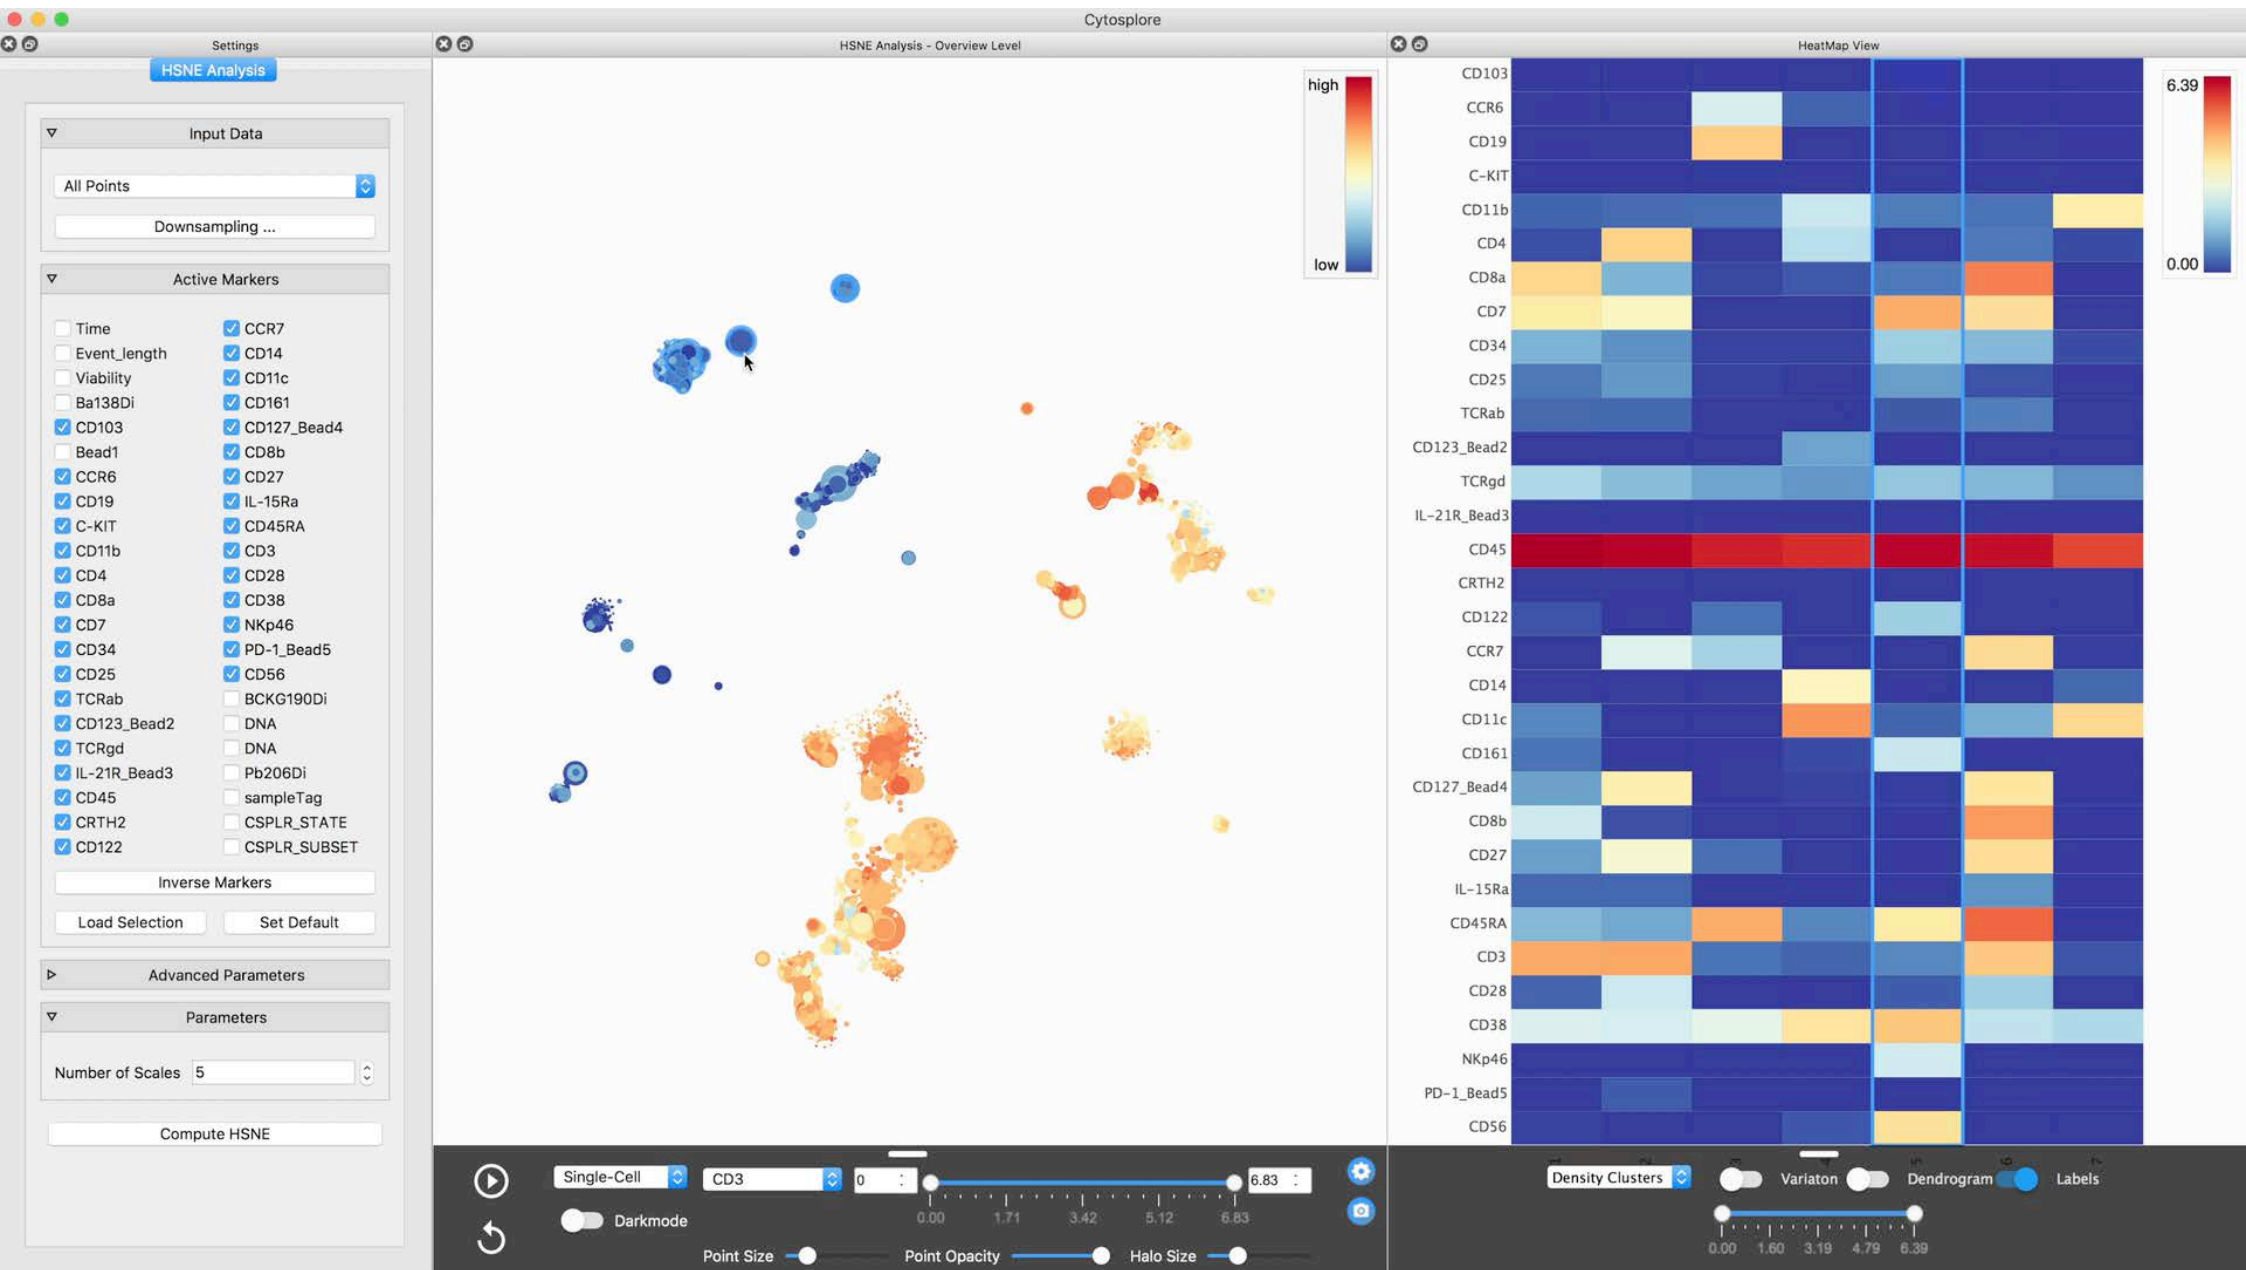 Cytosplore
Settings
HSNE Analysis - Overview Level
HeatMap View
HSNE Analysis
Input Data
All Points
Downsampling ...
Active Markers
Time
CCR7
Event_length
CD14
Viability
CD11c
Ba138Di
CD161
CD103
CD127_Bead4
Bead1
CD8b
CCR6
CD27
CD19
IL-15Ra
C-KIT
CD45RA
CD11b
CD3
CD4
CD28
CD8a
CD38
CD7
NKp46
CD34
PD-1_Bead5
CD25
CD56
TCRab
BCKG190Di
CD123_Bead2
DNA
TCRgd
DNA
IL-21R_Bead3
Pb206Di
CD45
sampleTag
CRTH2
CSPLR_STATE
CD122
CSPLR_SUBSET
Inverse Markers
Load Selection
Set Default
Advanced Parameters
Parameters
Number of Scales
5
Compute HSNE
high
low
Single-Cell
CD3
0
6.83
0.00
1.71
3.42
5.12
6.83
Darkmode
Point Size
Point Opacity
Halo Size
CD103
CCR6
CD19
C-KIT
CD11b
CD4
CD8a
CD7
CD34
CD25
TCRab
CD123_Bead2
TCRgd
IL-21R_Bead3
CD45
CRTH2
CD122
CCR7
CD14
CD11c
CD161
CD127_Bead4
CD8b
CD27
IL-15Ra
CD45RA
CD3
CD28
CD38
NKp46
PD-1_Bead5
CD56
6.39
0.00
Density Clusters
Variaton
Dendrogram
Labels
0.00
1.60
3.19
4.79
6.39